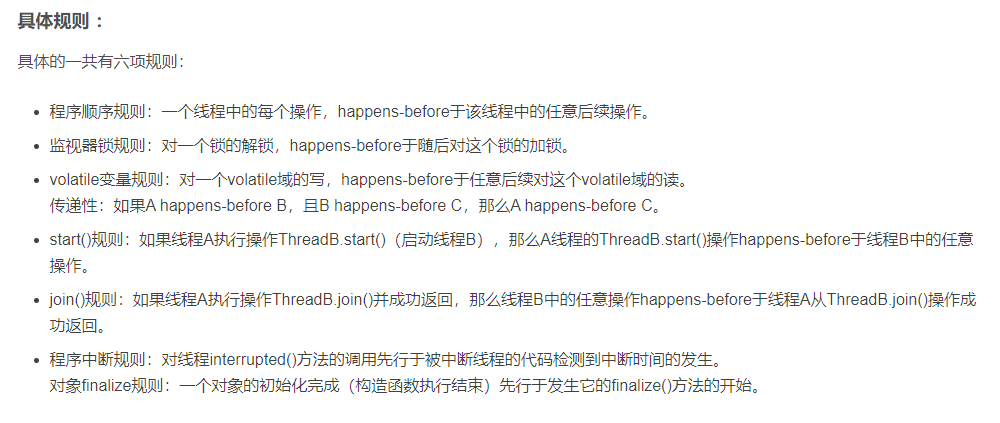 具体规则：
具体的一共有六项规则：
程序顺序规则：一个线程中的每个操作，happens-before于该线程中的任意后续操作。
监视器锁规则：对一个锁的解锁，happens-before于随后对这个锁的加锁。
volatile变量规则：对一个volatile域的写，happens-before于任意后续对这个volatile域的读。
传递性：如果A happens-before B，且B happens-before C，那么A happens-before C。
start()规则：如果线程A执行操作ThreadB.start()（启动线程B），那么A线程的ThreadB.start()操作happens-before于线程B中的任意
操作。
join()规则：如果线程A执行操作ThreadB.join()并成功返回，那么线程B中的任意操作happens-before于线程A从ThreadB.join()操作成
功返回。
程序中断规则：对线程interrupted()方法的调用先行于被中断线程的代码检测到中断时间的发生。
对象finalize规则：一个对象的初始化完成（构造函数执行结束）先行于发生它的finalize()方法的开始。